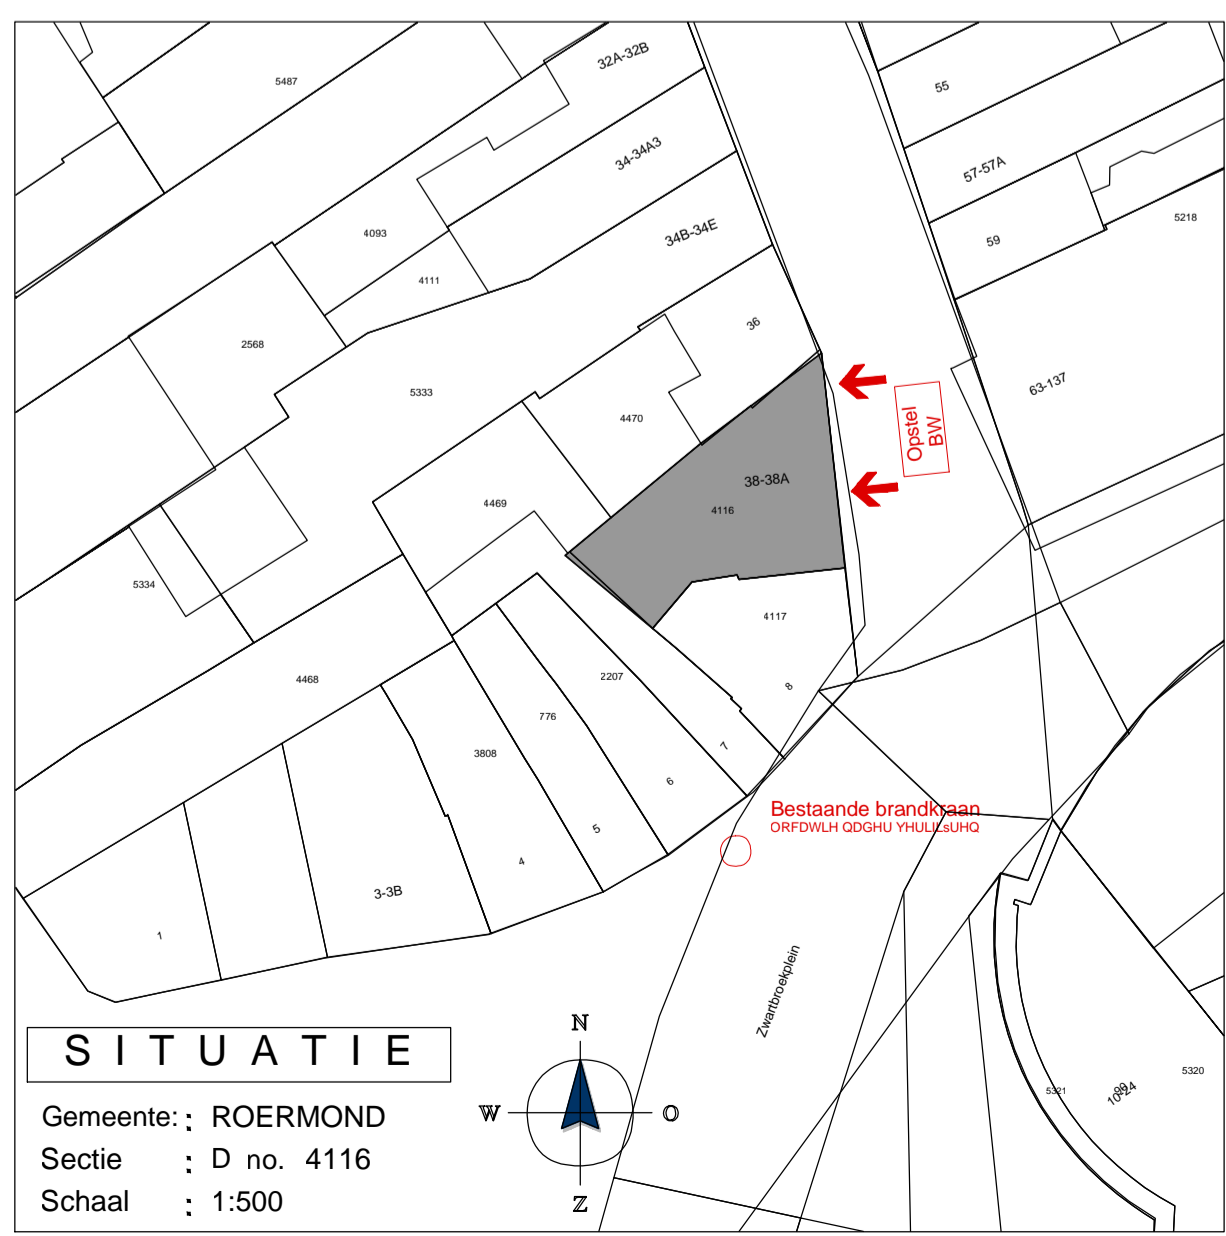 32A-32B
5487
55
34-34A3
57-57A
5218
4093
34B-34E
59
4111
36
2568
5333
63-137
4470
Opstel
BW
38-38A
4469
4116
5334
4117
4468
2207
8
776
3808
7
6
Bestaande brandkraan
ORFDWLH QDGHU YHULILsUHQ
5
4
3-3B
1
Zwartbroekplein
N
W
O
Z
5320
5321
10-24
SITUATIE
Gemeente: : ROERMOND
Sectie : D no. 4116
Schaal : 1:500